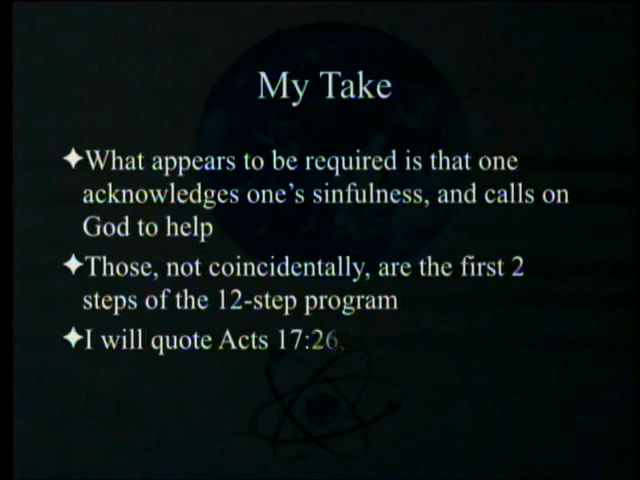 My Take
✦What appears to be required is that one
acknowledges one's sinfulness, and calls on
God to help
✦Those, not coincidentally, are the first 2
steps of the 12-step program
✦I will quote Acts 17:26,